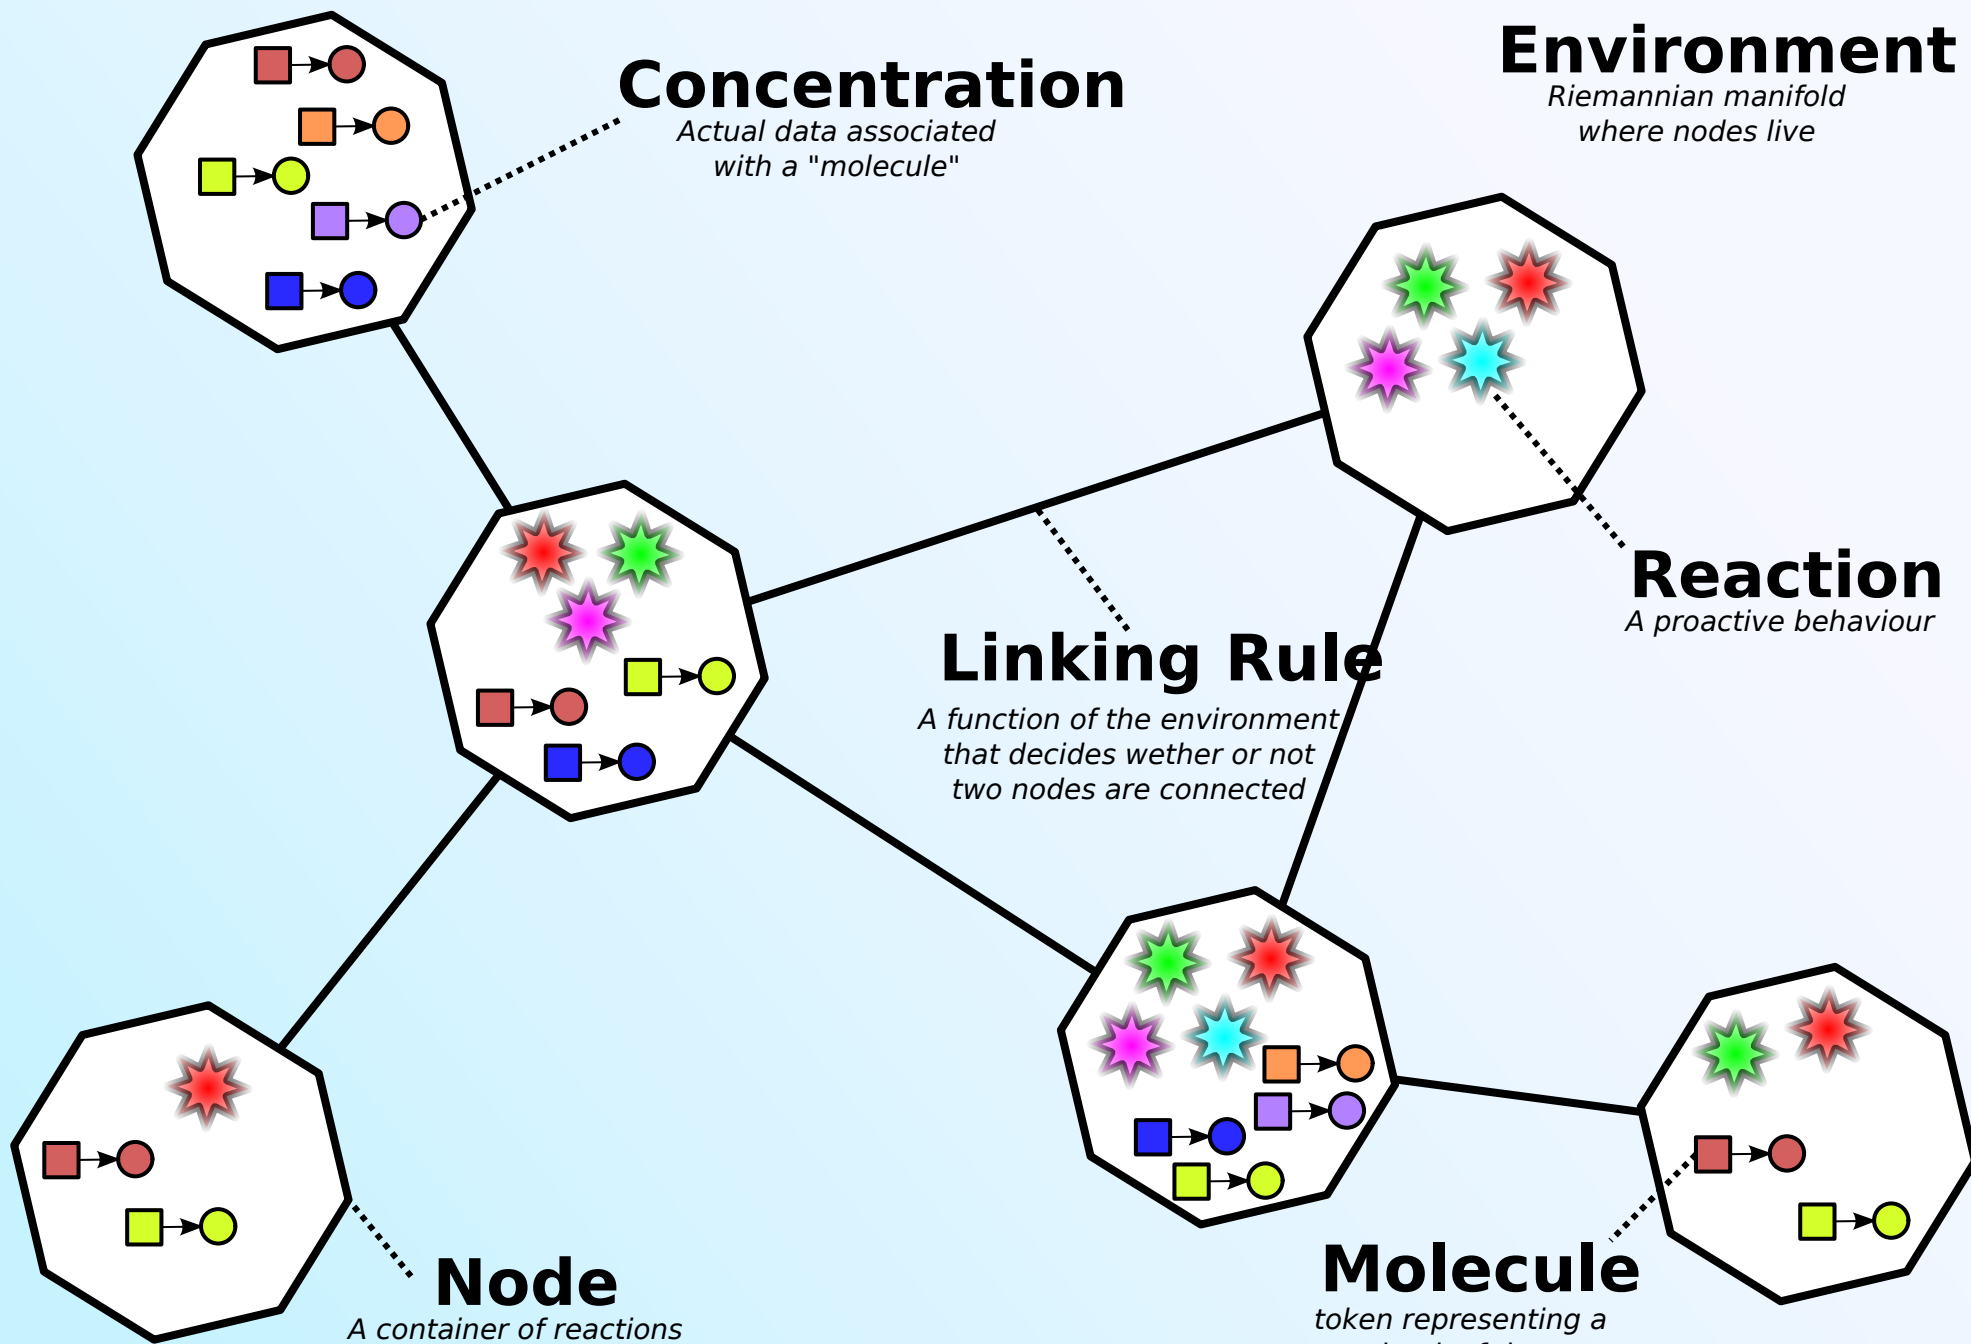 Concentration
Actual data associated
with a "molecule"
Environment
Riemannian manifold
where nodes live
Reaction
A proactive behaviour
Linking Rule
A function of the environment
that decides wether or not
two nodes are connected
Node
A container of reactions
Molecule
token representing a